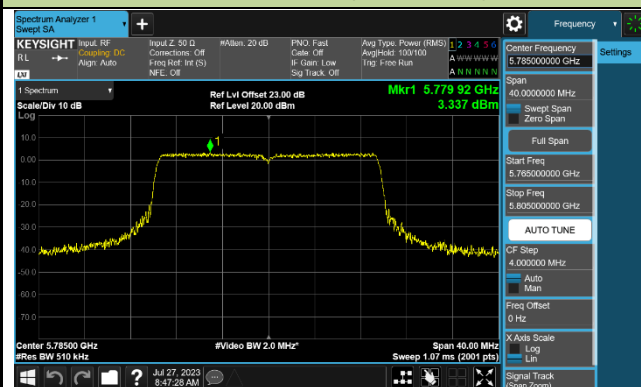 Spectrum Analyzer 1
Swept SA
+
Frequency
KEYSIGHT
Input: RF
Coupling: DC
Align: Auto
Input Z: 50 Ω
Corrections: Off
Freq Ref: Int (S)
NFE: Off
#Atten: 20 dB
PNO: Fast
Gate: Off
IF Gain: Low
Sig Track: Off
Avg Type: Power (RMS)
Avg|Hold: 100/100
Trig: Free Run
1 2 3 4 5 6
A W W W W W
A N N N N N
RL
LXI
Center Frequency
5.785000000 GHz
Settings
1 Spectrum
Scale/Div 10 dB
Log
Ref Lvl Offset 23.00 dB
Ref Level 20.00 dBm
Mkr1 5.779 92 GHz
3.337 dBm
Span
40.0000000 MHz
Swept Span
Zero Span
Full Span
Start Freq
5.765000000 GHz
Stop Freq
5.805000000 GHz
AUTO TUNE
CF Step
4.000000 MHz
Auto
Man
Freq Offset
0 Hz
X Axis Scale
Log
Lin
Signal Track
(Span Zoom)
10.0
0.00
-10.0
-20.0
-30.0
-40.0
-50.0
-60.0
-70.0
1
Center 5.78500 GHz
#Res BW 510 kHz
#Video BW 2.0 MHz*
Span 40.00 MHz
Sweep 1.07 ms (2001 pts)
?
Jul 27, 2023
8:47:28 AM